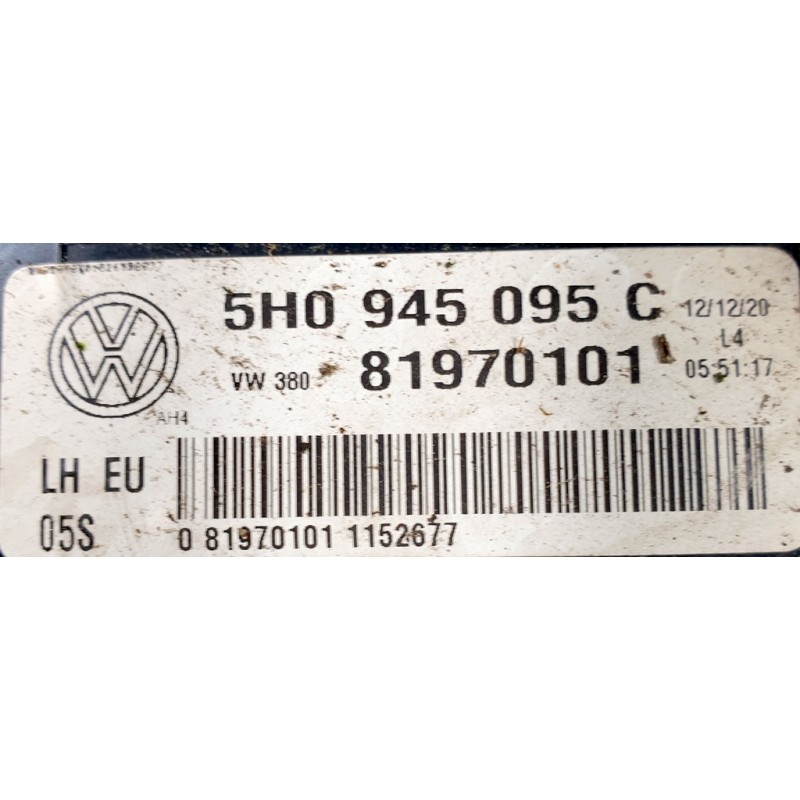 5H0 945 095 C 12/12/20
L4
VW 380 81970101 05:51:17
AH4
LH EU
05S 0 81970101 1152677